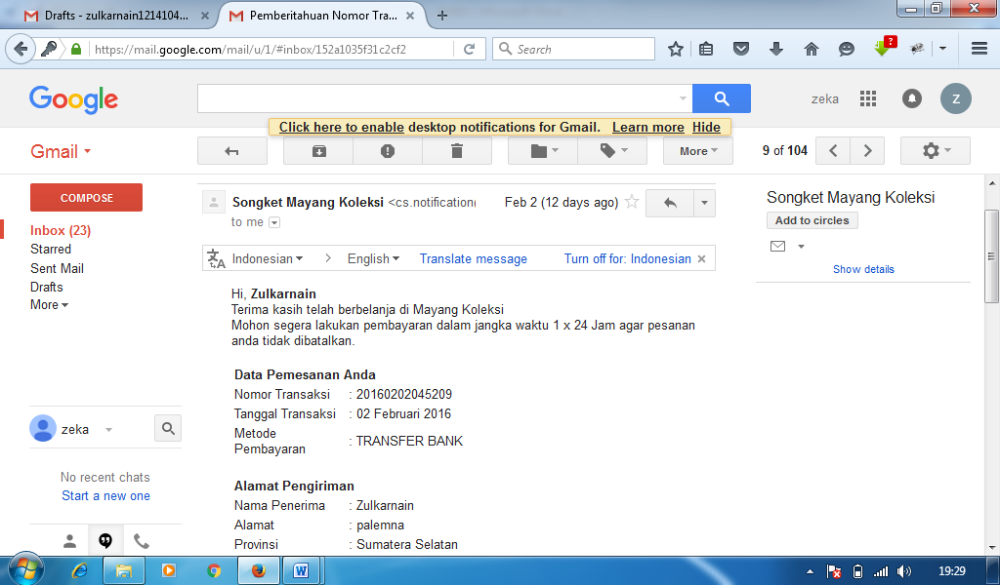 Drafts - zulkarnain1214104...
Pemberitahuan Nomor Tra...
https://mail.google.com/mail/u/1/#inbox/152a1035f31c2cf2
Search
?
Google
zeka
Z
Click here to enable desktop notifications for Gmail. Learn more Hide
Gmail
More
9 of 104
COMPOSE
Inbox (23)
Starred
Sent Mail
Drafts
More
zeka
No recent chats
Start a new one
Songket Mayang Koleksi <cs.notification
Feb 2 (12 days ago)
to me
Indonesian > English Translate message Turn off for: Indonesian
Hi, Zulkarnain
Terima kasih telah berbelanja di Mayang Koleksi
Mohon segera lakukan pembayaran dalam jangka waktu 1 x 24 Jam agar pesanan
anda tidak dibatalkan.
Data Pemesanan Anda
Nomor Transaksi : 20160202045209
Tanggal Transaksi : 02 Februari 2016
Metode
Pembayaran : TRANSFER BANK
Alamat Pengiriman
Nama Penerima : Zulkarnain
Alamat : palemna
Provinsi : Sumatera Selatan
Songket Mayang Koleksi
Add to circles
Show details
19:29